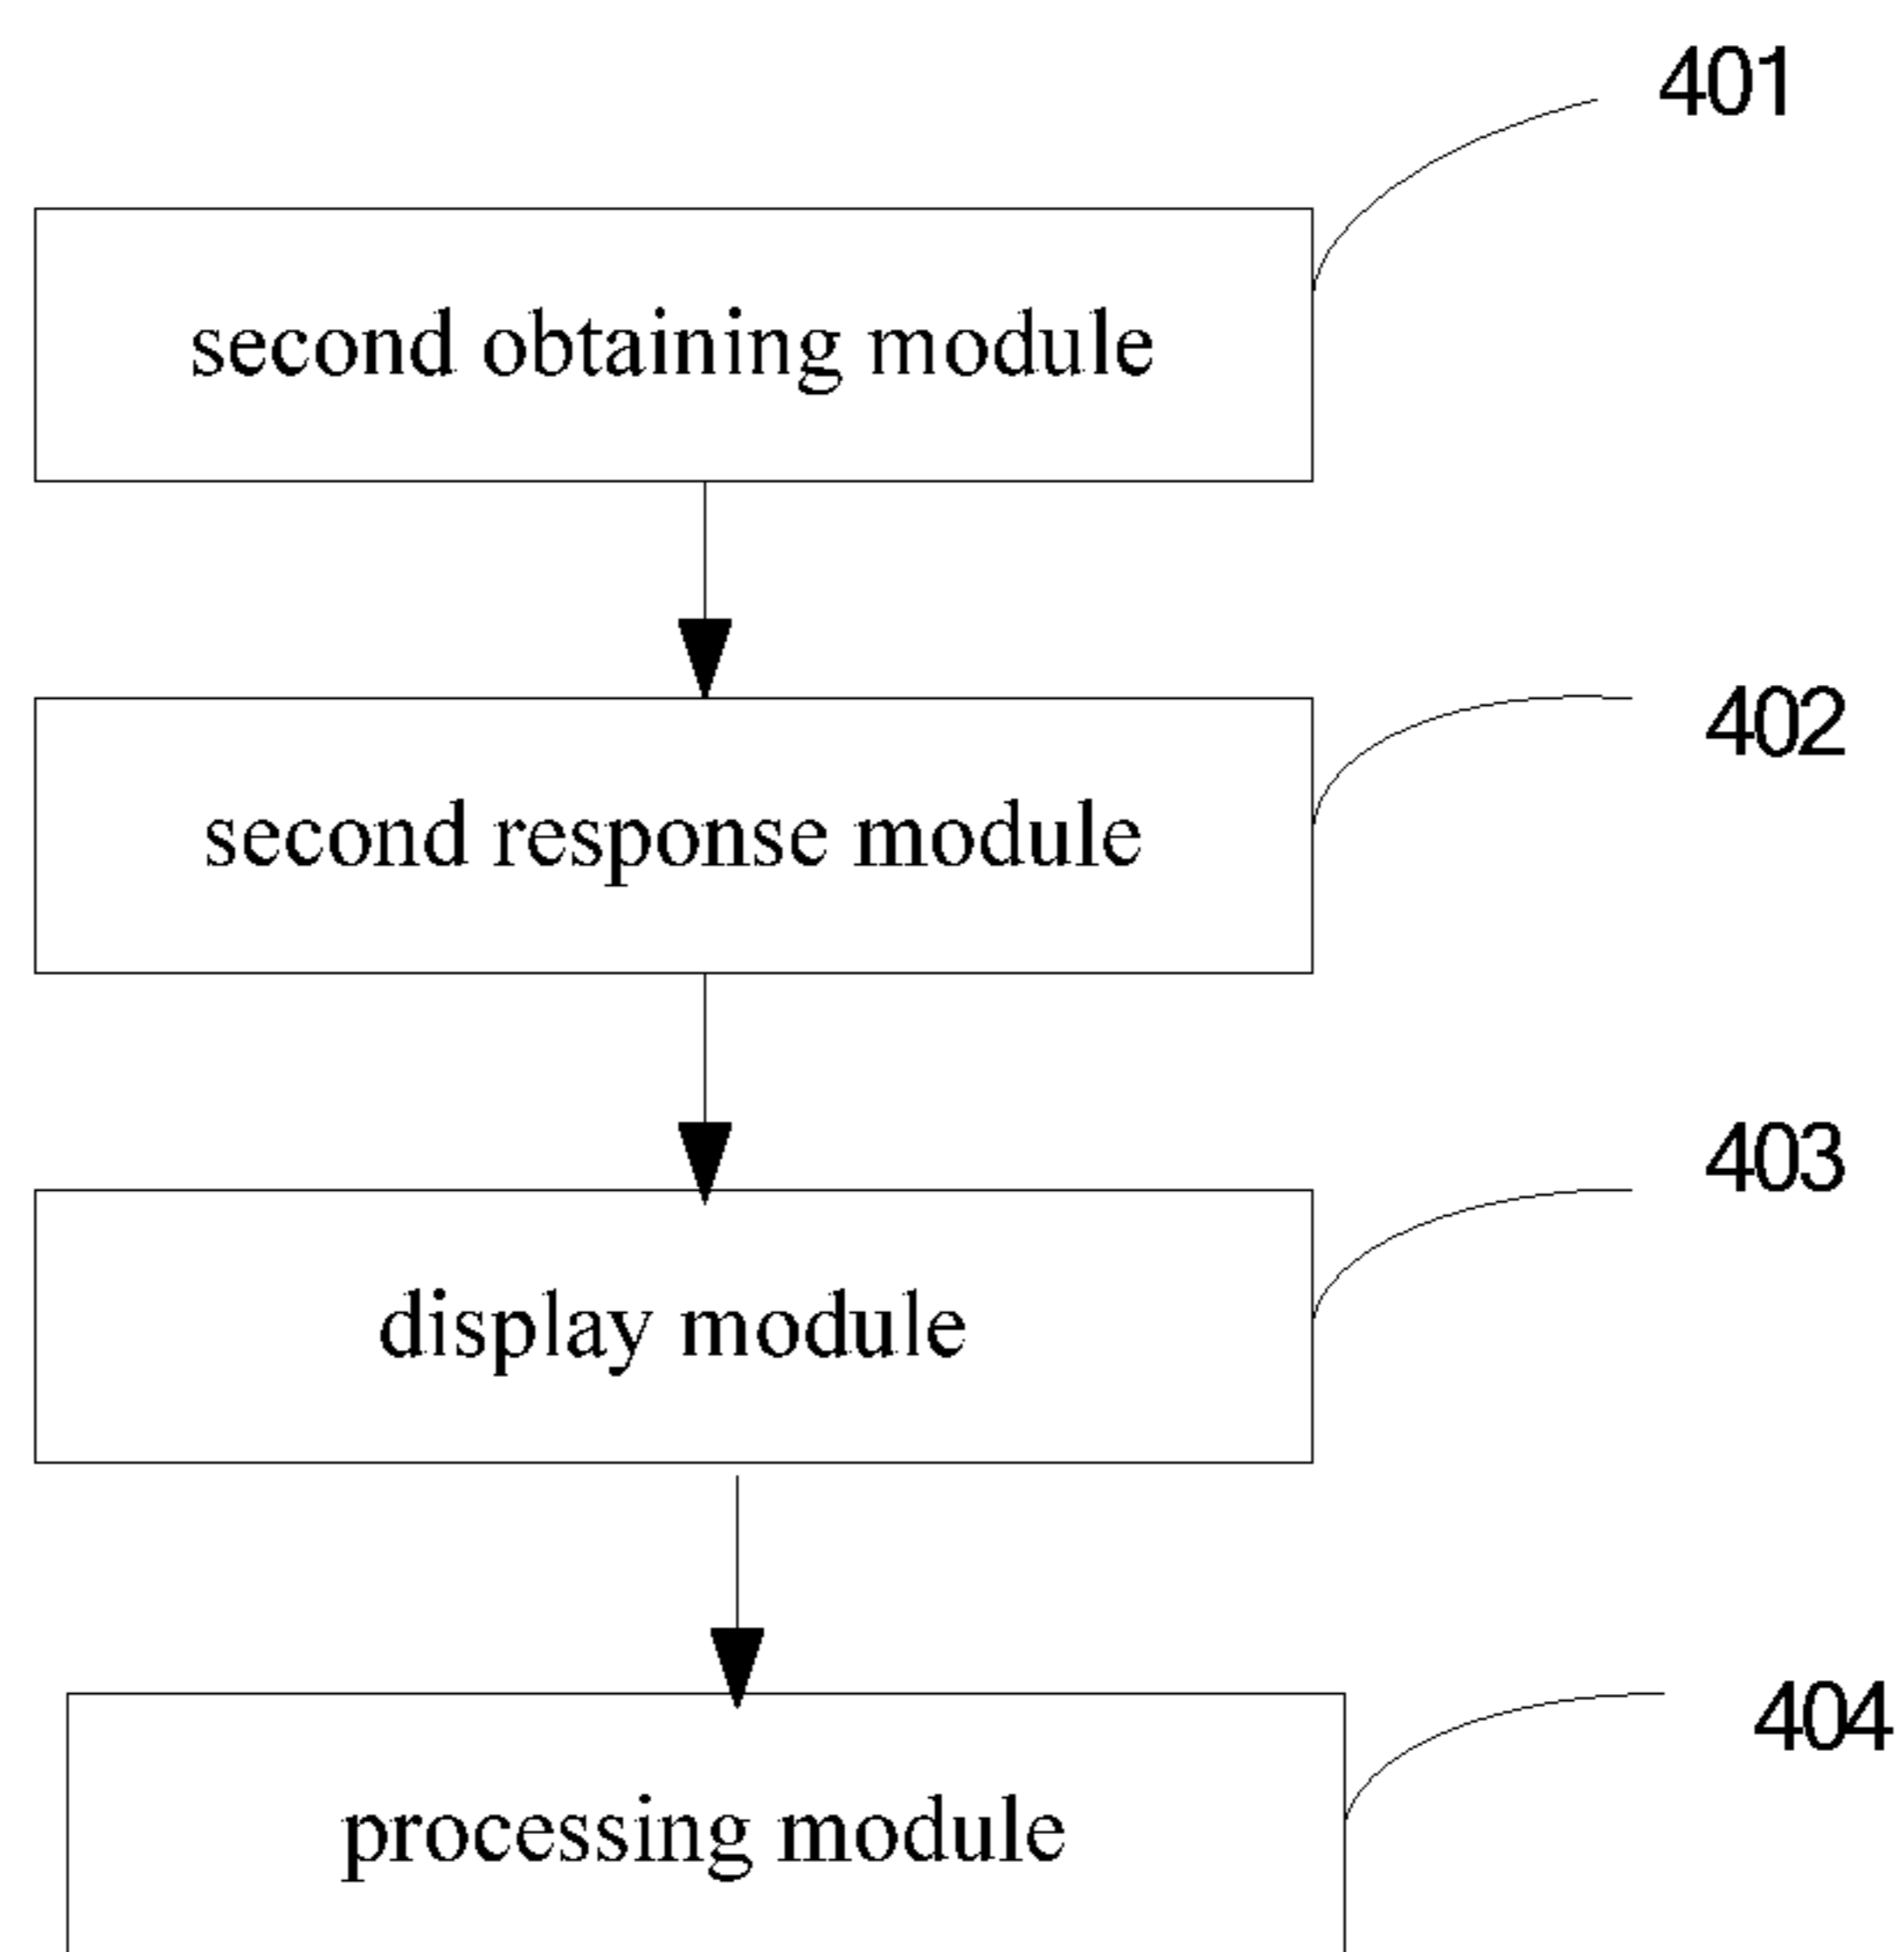 401
second obtaining module
402
second response module
403
display module
404
processing module